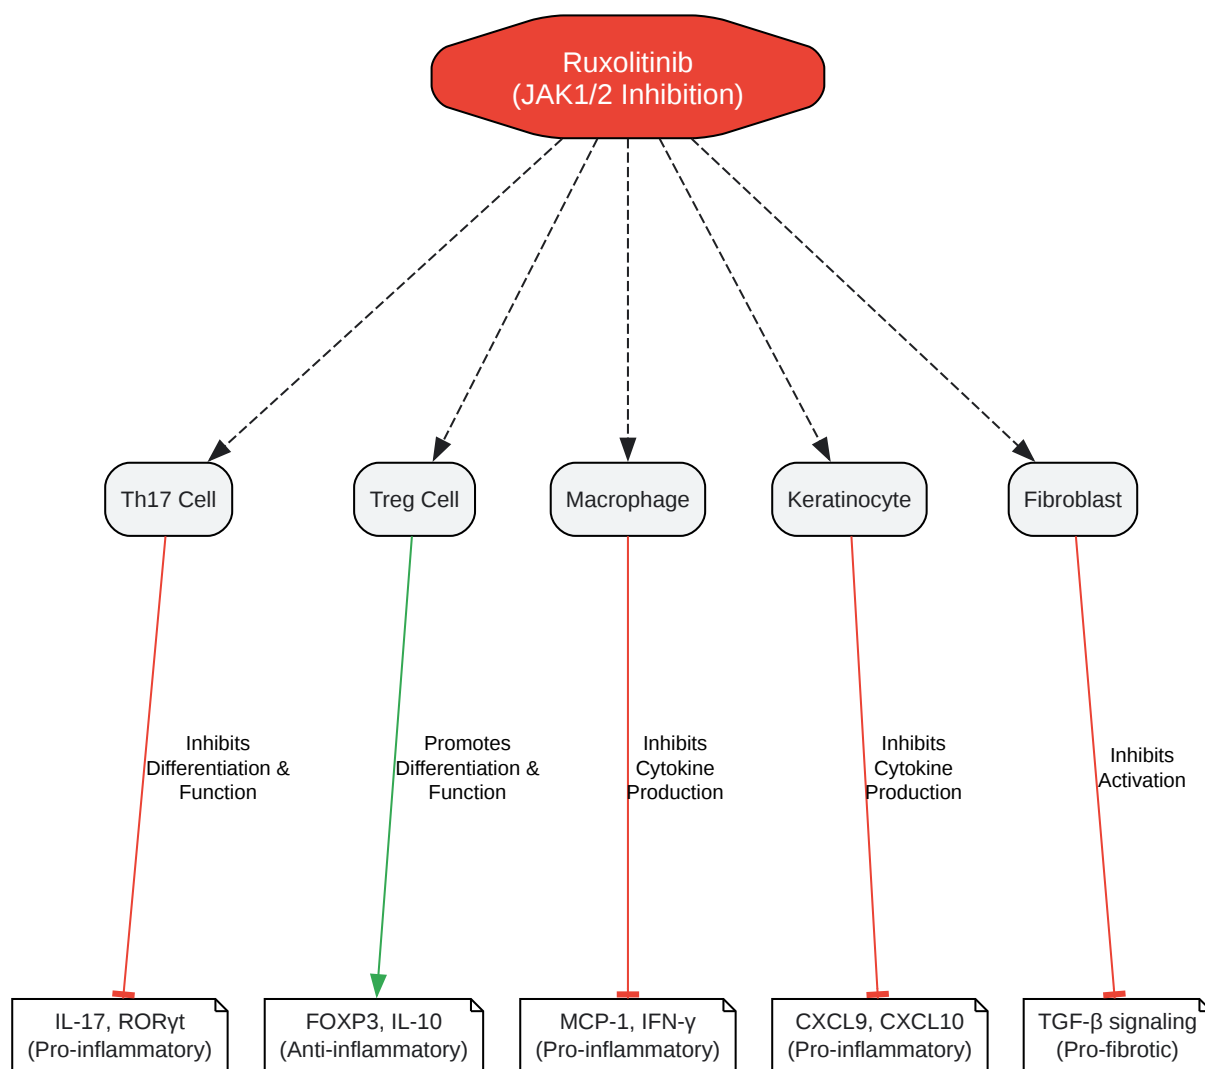 Ruxolitinib
(JAK1/2 Inhibition)
Th17 Cell
Treg Cell
Macrophage
Keratinocyte
Fibroblast
Inhibits
Differentiation &
Function
Promotes
Differentiation &
Function
Inhibits
Cytokine
Production
Inhibits
Cytokine
Production
Inhibits
Activation
IL-17, RORγt
(Pro-inflammatory)
FOXP3, IL-10
(Anti-inflammatory)
MCP-1, IFN-γ
(Pro-inflammatory)
CXCL9, CXCL10
(Pro-inflammatory)
TGF-β signaling
(Pro-fibrotic)